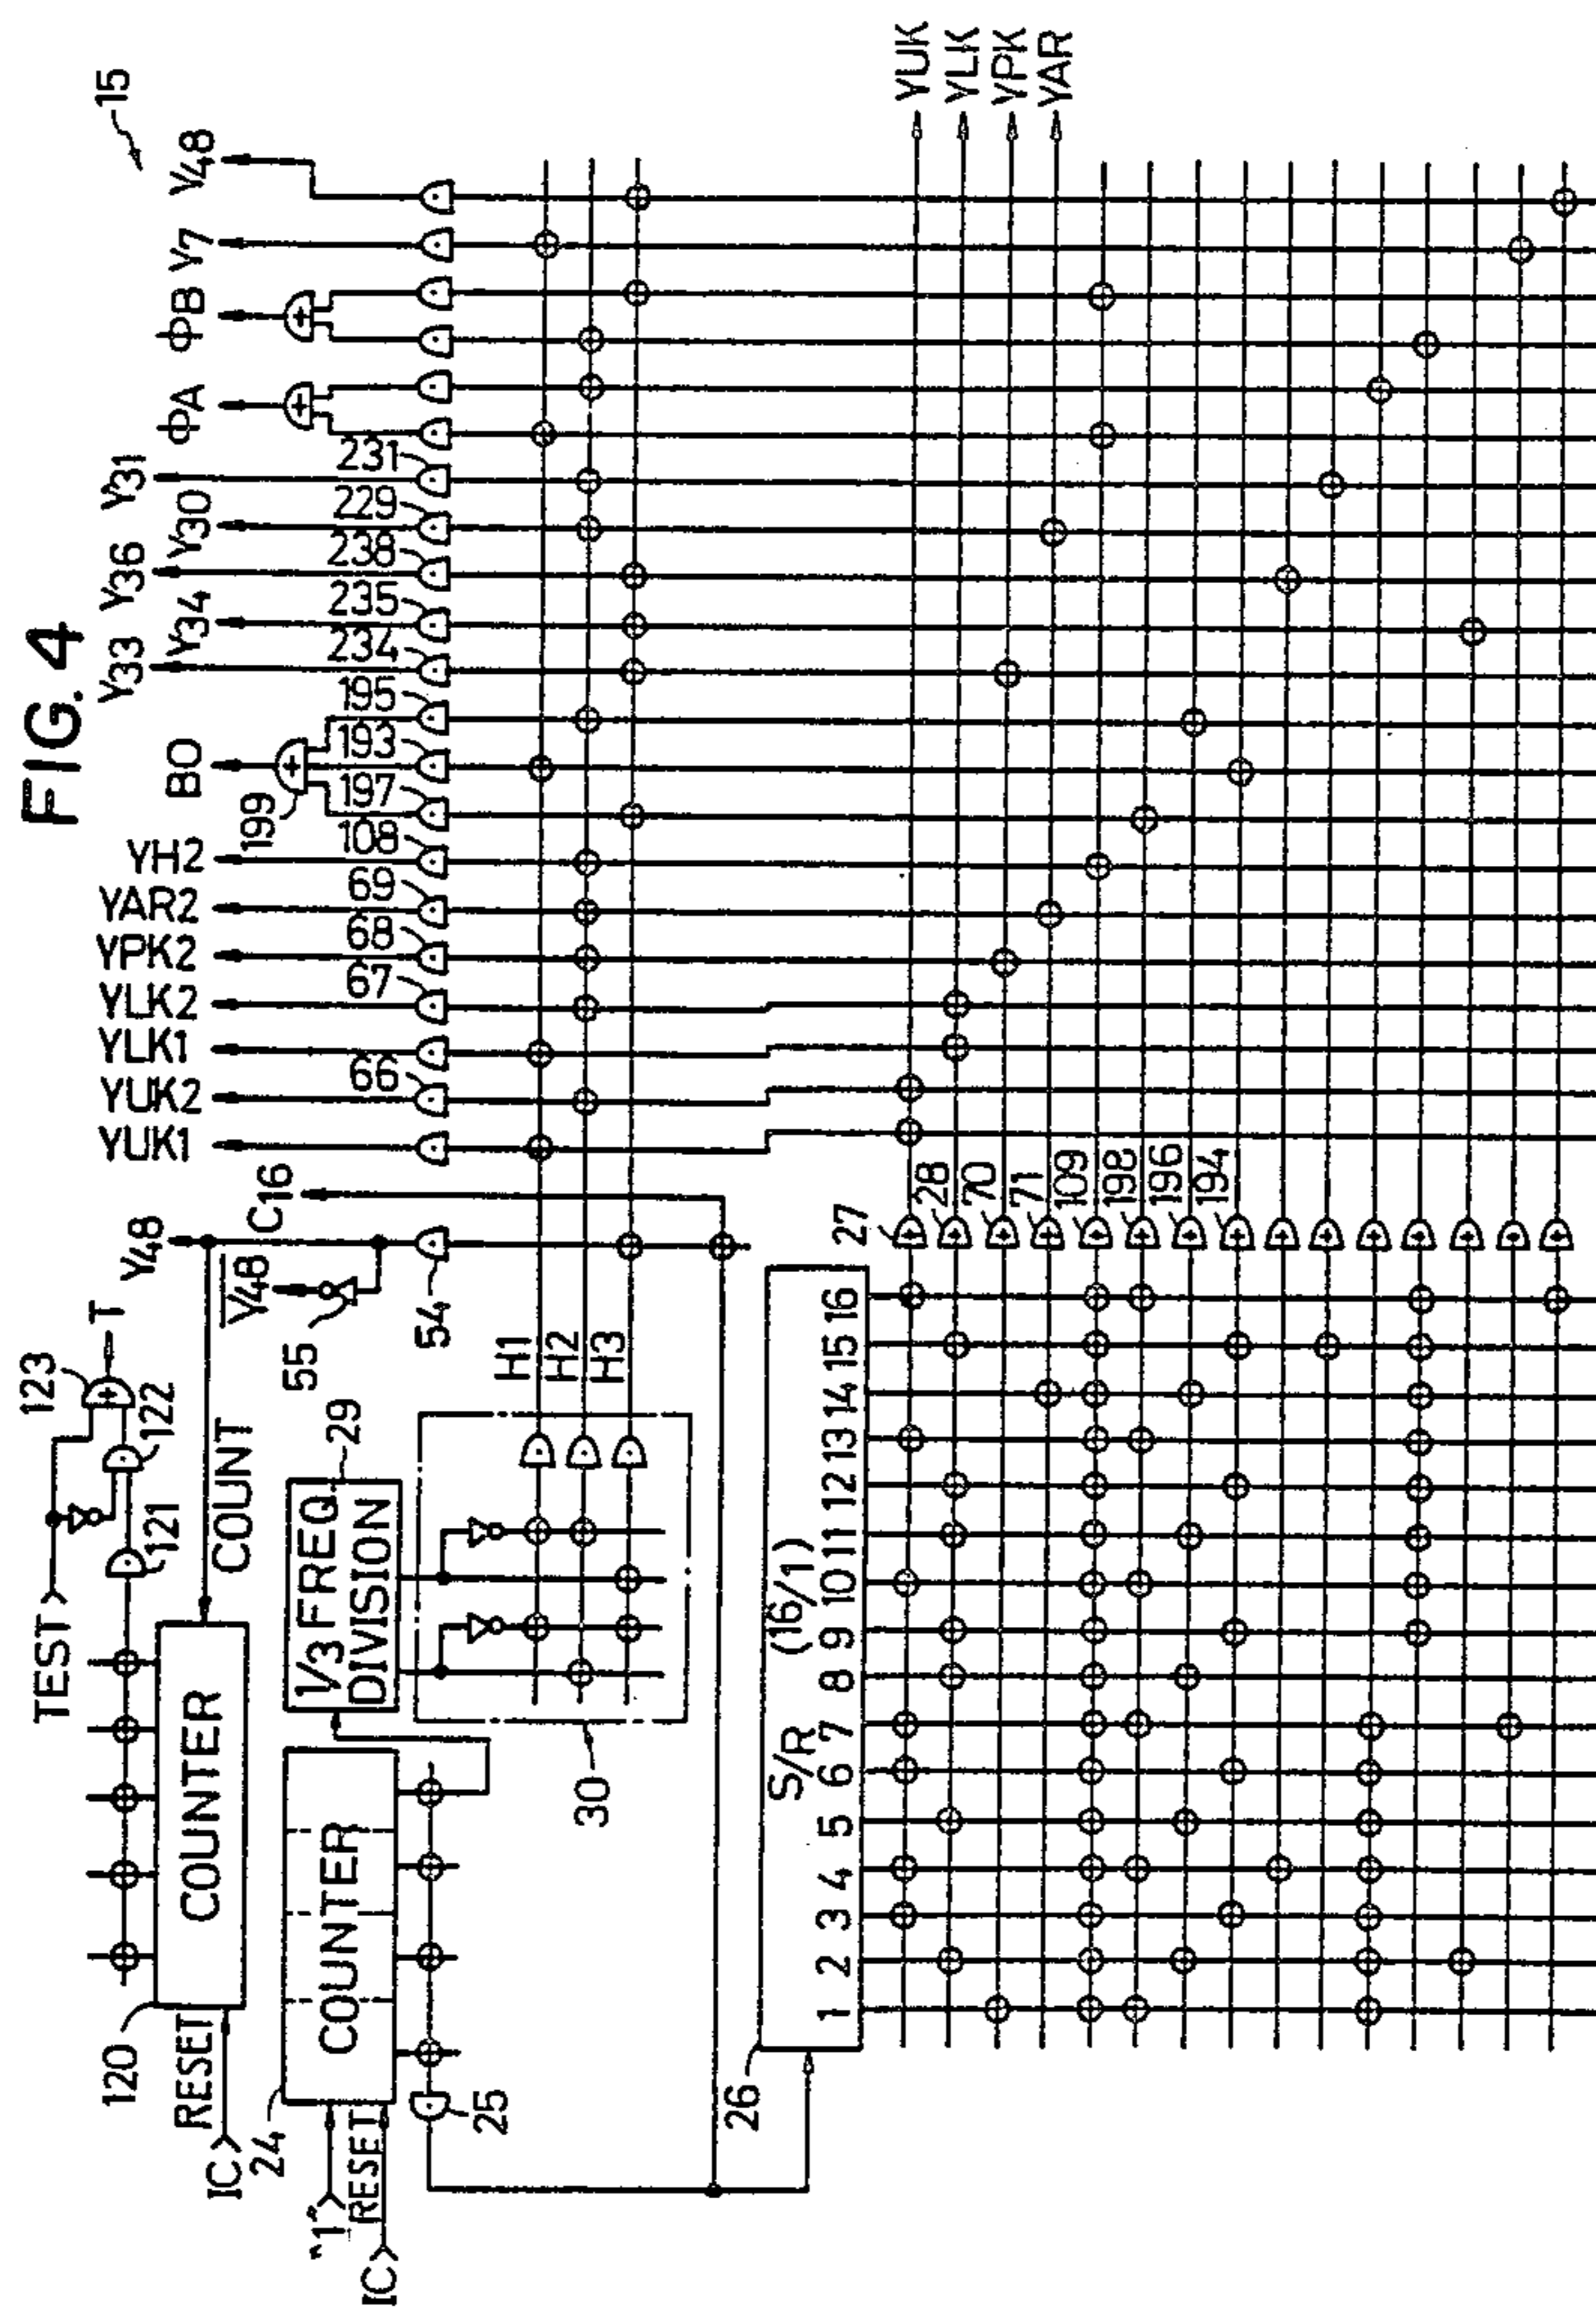 FIG. 4
15
TEST
123
T
122
121
120
COUNTER
COUNT
RESET
IC
Y48
Y48
C16
55
54
24
COUNTER
"1"
RESET
IC
25
1/3 FREQ.
DIVISION
29
30
H1
H2
H3
YUK1
YUK2
YLK1
YLK2
YPK2
YAR2
YH2
BO
Y33
Y34
Y36
Y30
Y31
ΦA
ΦB
Y7
Y48
66
67
68
69
108
199
197
193
195
234
235
238
229
231
26
S/R (16/1)
1 2 3 4 5 6 7 8 9 10 11 12 13 14 15 16
27
28
70
71
109
198
196
194
YUK
YLK
YPK
YAR